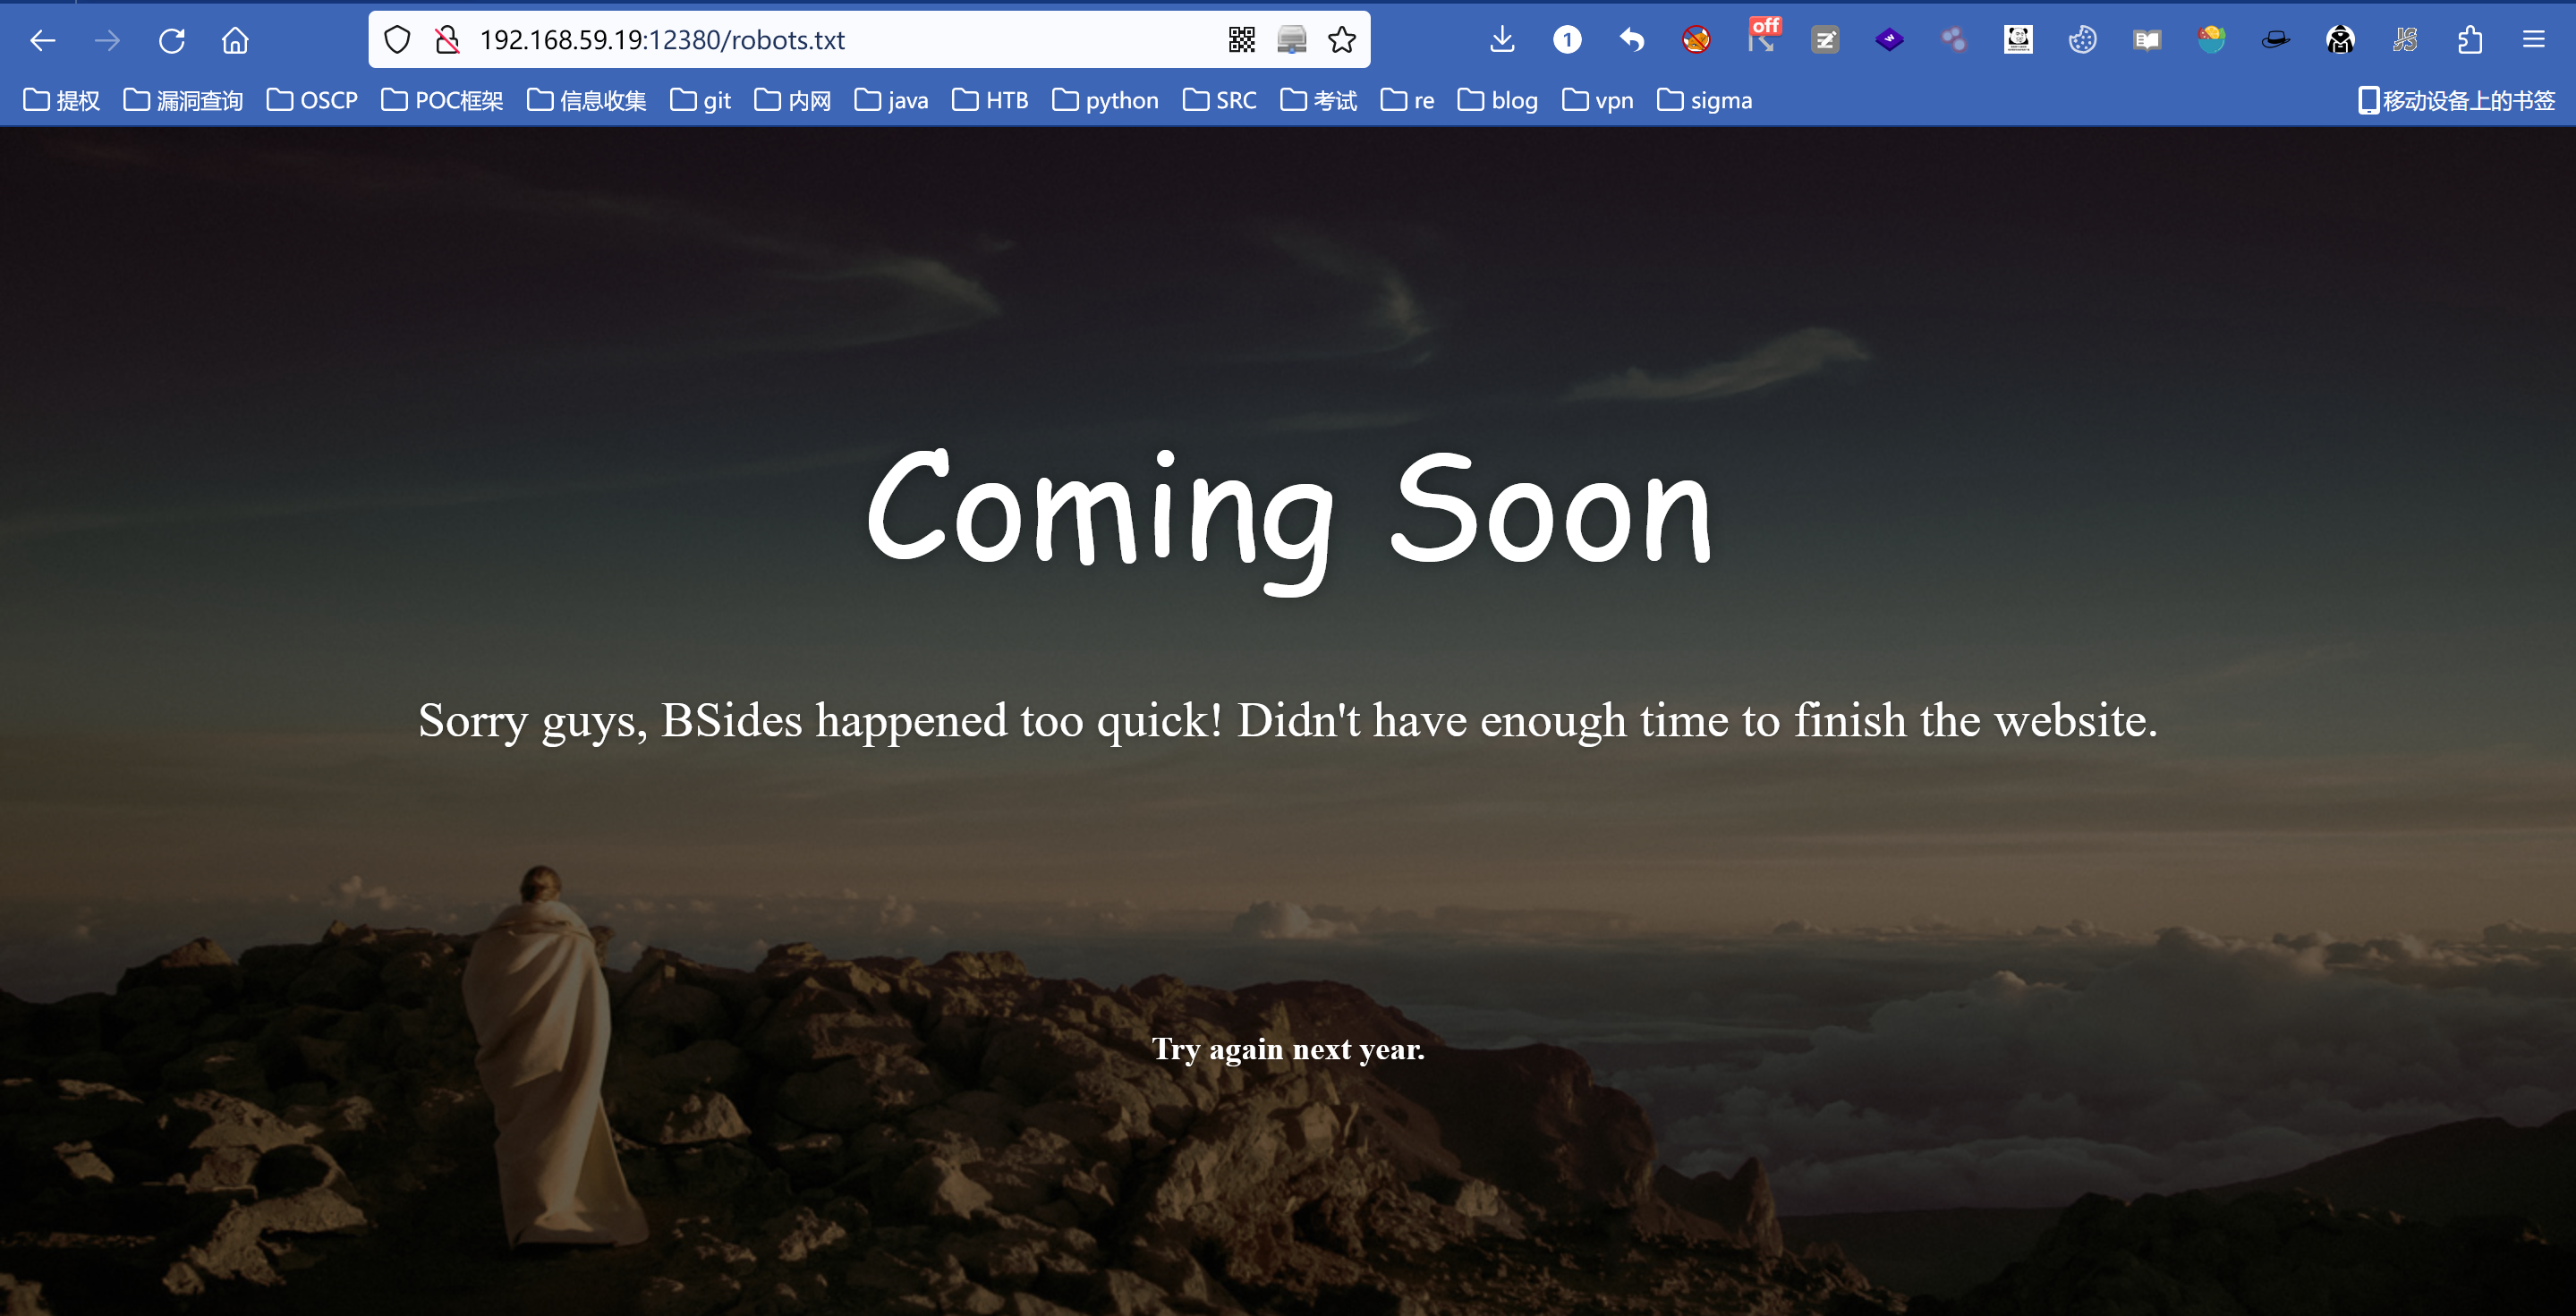 192.168.59.19:12380/robots.txt
1
off
提权 漏洞查询 OSCP POC框架 信息收集 git 内网 java HTB python SRC 考试 re blog vpn sigma 移动设备上的书签
Coming Soon
Sorry guys, BSides happened too quick! Didn't have enough time to finish the website.
Try again next year.